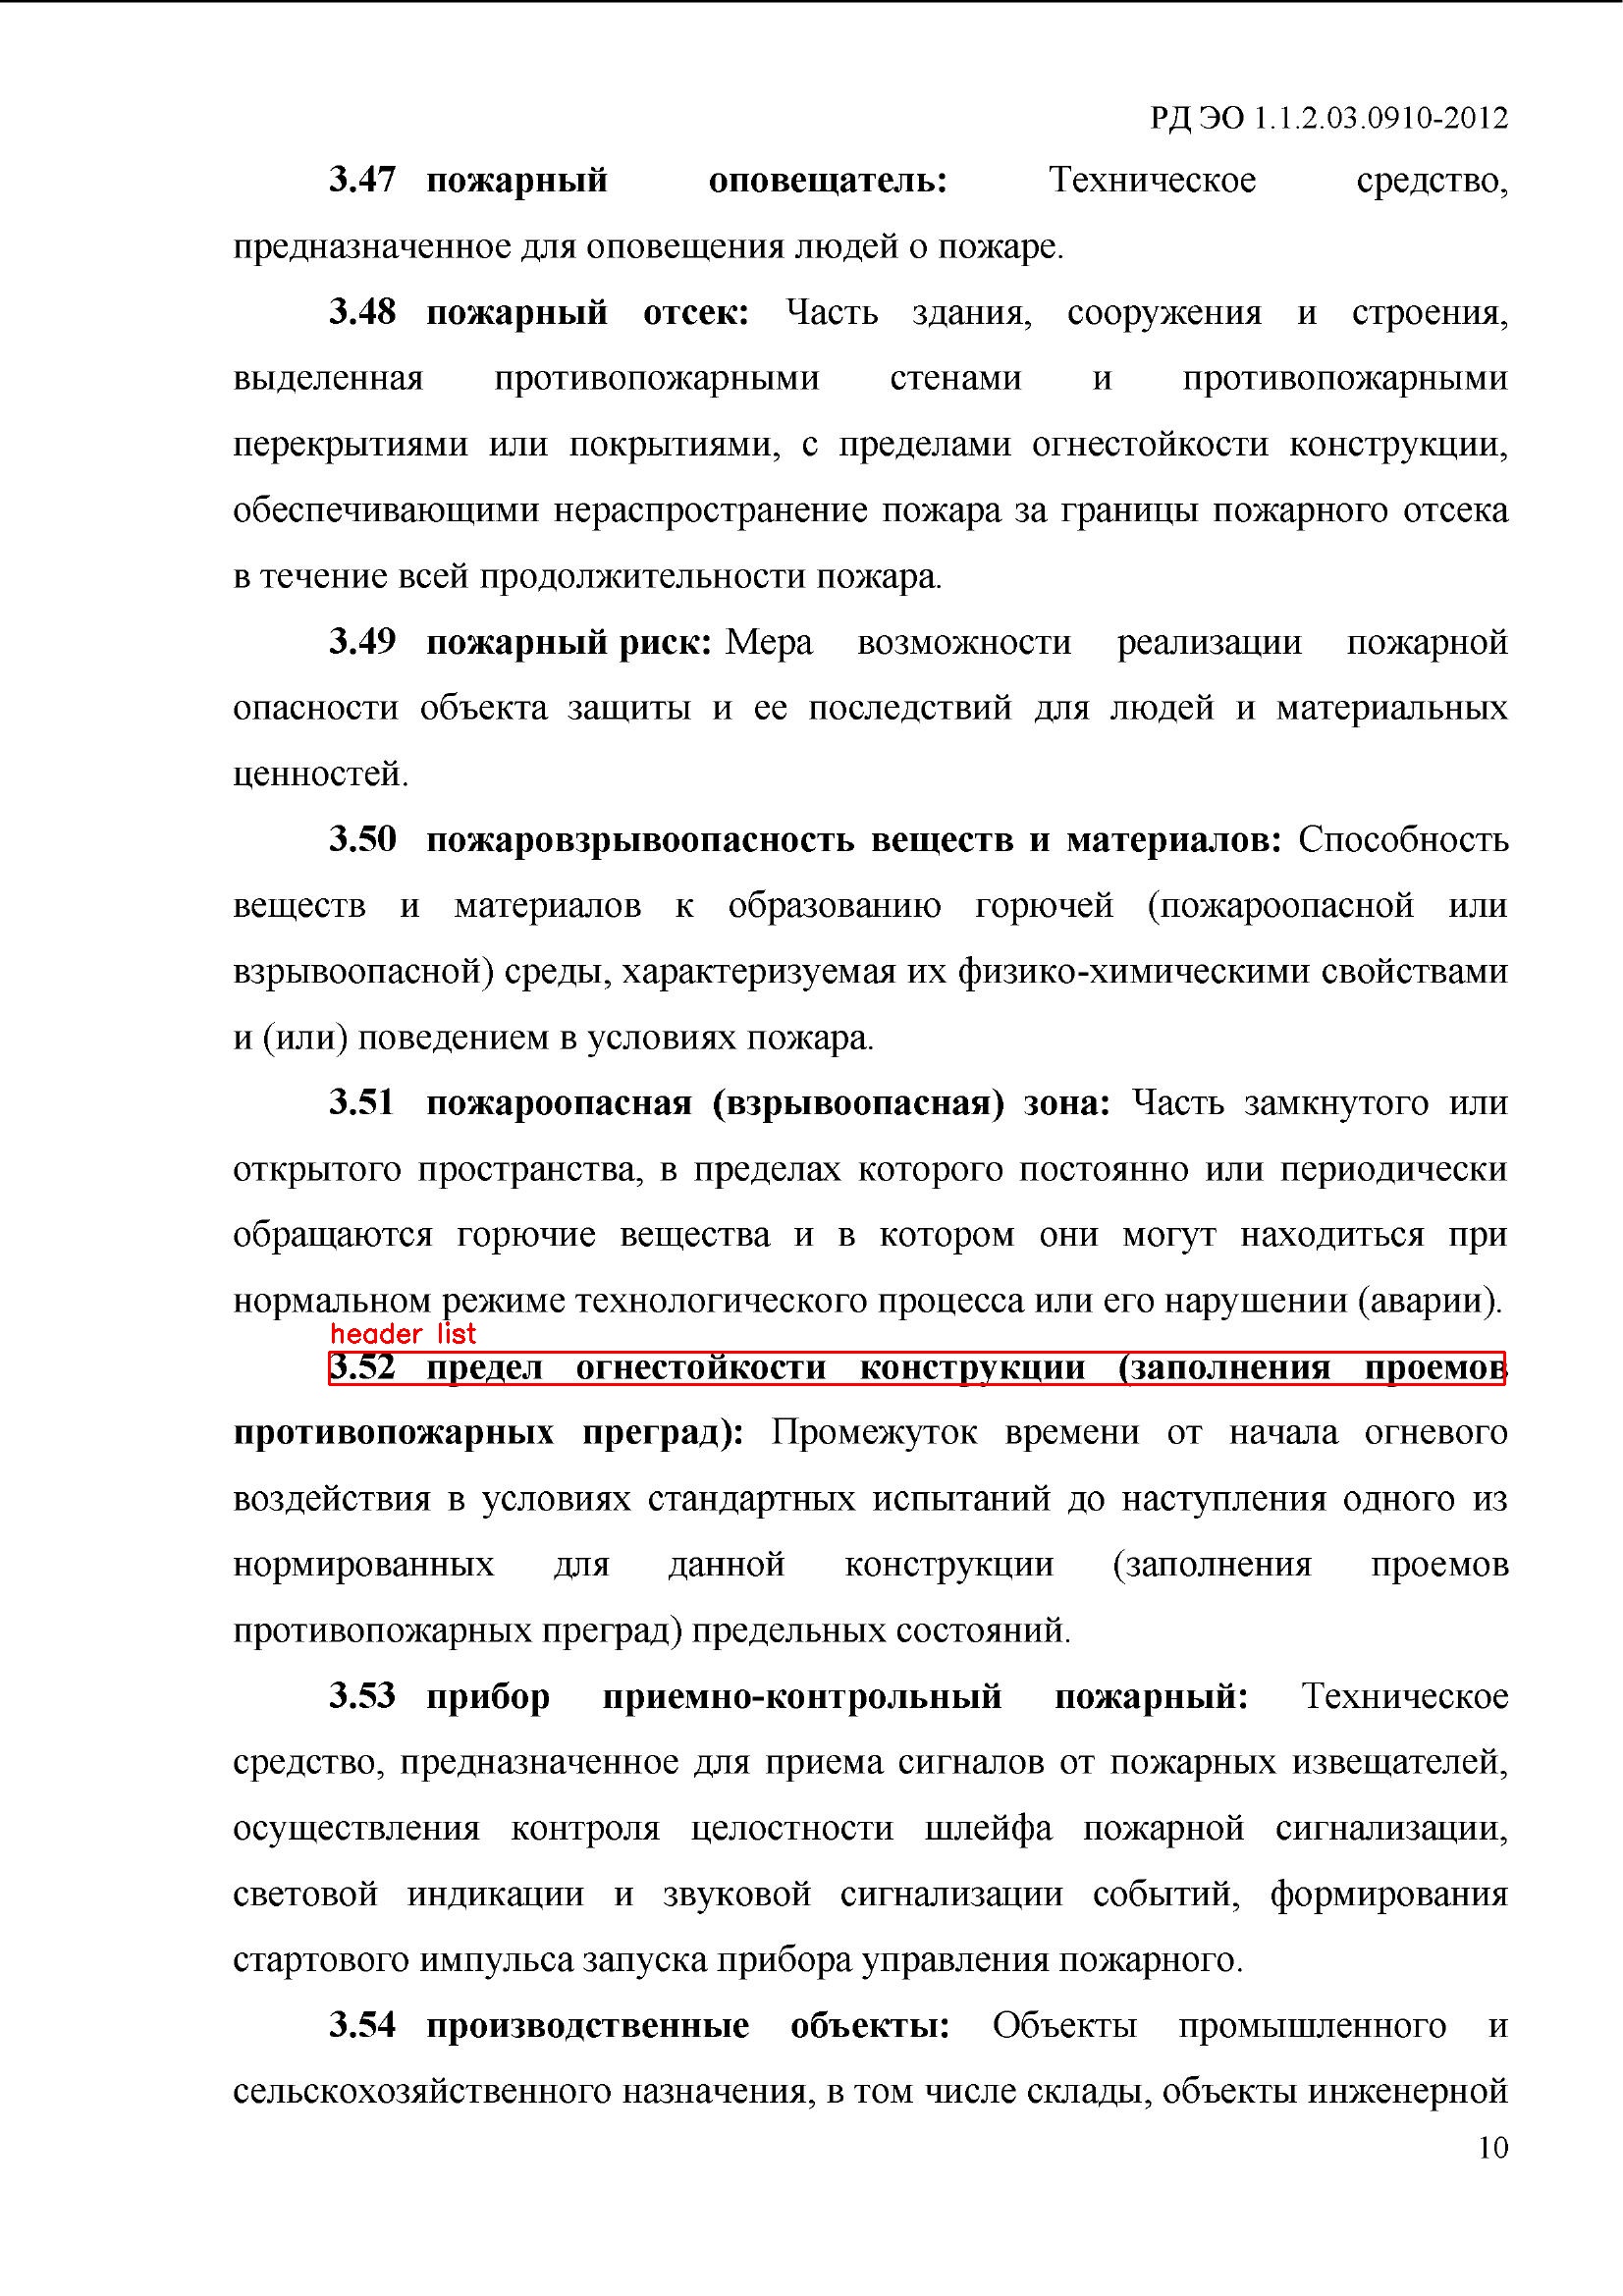 РД ЭО 1.1.2.03.0910-2012
3.47 пожарный оповещатель: Техническое средство,
предназначенное для оповещения людей о пожаре.
3.48 пожарный отсек: Часть здания, сооружения и строения,
выделенная противопожарными стенами и противопожарными
перекрытиями или покрытиями, с пределами огнестойкости конструкции,
обеспечивающими нераспространение пожара за границы пожарного отсека
в течение всей продолжительности пожара.
3.49 пожарный риск: Мера возможности реализации пожарной
опасности объекта защиты и ее последствий для людей и материальных
ценностей.
3.50 пожаровзрывоопасность веществ и материалов: Способность
веществ и материалов к образованию горючей (пожароопасной или
взрывоопасной) среды, характеризуемая их физико-химическими свойствами
и (или) поведением в условиях пожара.
3.51 пожароопасная (взрывоопасная) зона: Часть замкнутого или
открытого пространства, в пределах которого постоянно или периодически
обращаются горючие вещества и в котором они могут находиться при
нормальном режиме технологического процесса или его нарушении (аварии).
header list
3.52 предел огнестойкости конструкции (заполнения проемов
противопожарных преград): Промежуток времени от начала огневого
воздействия в условиях стандартных испытаний до наступления одного из
нормированных для данной конструкции (заполнения проемов
противопожарных преград) предельных состояний.
3.53 прибор приемно-контрольный пожарный: Техническое
средство, предназначенное для приема сигналов от пожарных извещателей,
осуществления контроля целостности шлейфа пожарной сигнализации,
световой индикации и звуковой сигнализации событий, формирования
стартового импульса запуска прибора управления пожарного.
3.54 производственные объекты: Объекты промышленного и
сельскохозяйственного назначения, в том числе склады, объекты инженерной
10